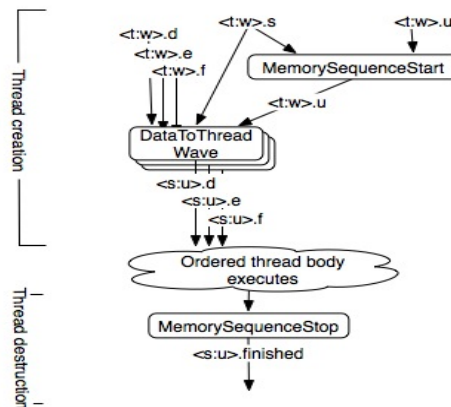 <t:w>.d
<t:w>.s
<t:w>.u
<t:w>.e
<t:w>.f
MemorySequenceStart
<t:w>.u
DataToThread
Wave
<s:u>.d
<s:u>.e
<s:u>.f
Thread creation
Ordered thread body
executes
MemorySequenceStop
<s:u>.finished
Thread destruction